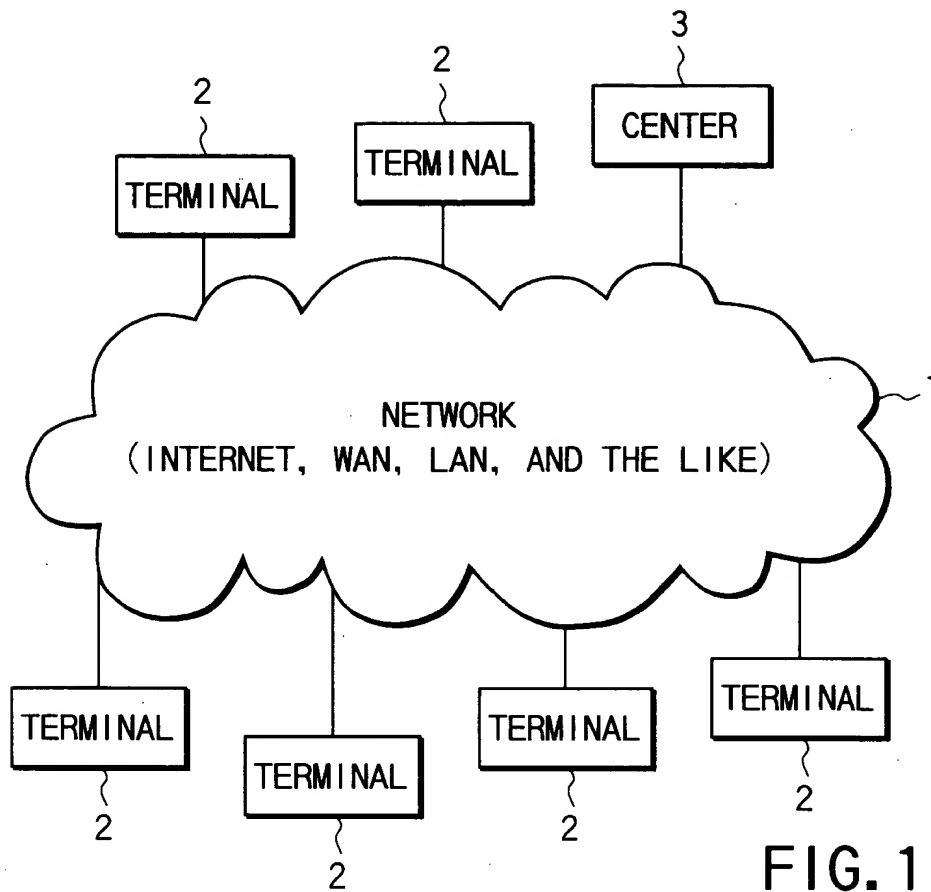 3
2
2
CENTER
TERMINAL
TERMINAL
NETWORK
(INTERNET, WAN, LAN, AND THE LIKE)
TERMINAL
TERMINAL
TERMINAL
TERMINAL
2
2
2
2
FIG. 1